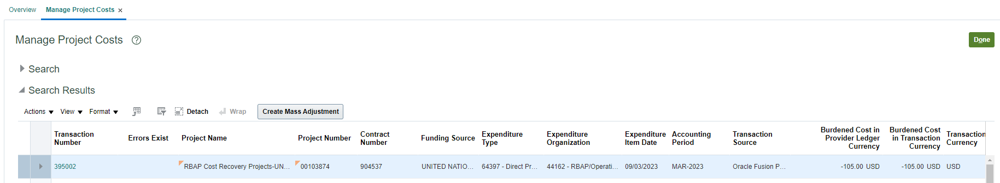 Overview Manage Project Costs ×
Manage Project Costs ?
Done
Search
Search Results
Actions View Format Detach Wrap Create Mass Adjustment
Transaction Number Errors Exist Project Name Project Number Contract Number Funding Source Expenditure Type Expenditure Organization Expenditure Item Date Accounting Period Transaction Source Burdened Cost in Provider Ledger Currency Burdened Cost in Transaction Currency Transaction Currency
395002 RBAP Cost Recovery Projects-UN... 00103874 904537 UNITED NATIO... 64397 - Direct Pr... 44162 - RBAP/Operati... 09/03/2023 MAR-2023 Oracle Fusion P... -105.00 USD -105.00 USD USD